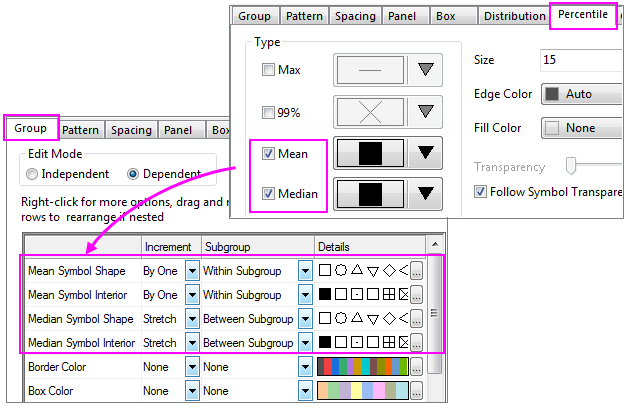 Group Pattern Spacing Panel Box Distribution Percentile
Type
Max
99%
Mean
Median
Size 15
Edge Color Auto
Fill Color None
Transparency
Follow Symbol Transpare
Group Pattern Spacing Panel Box
Edit Mode
Independent Dependent
Right-click for more options, drag and
rows to rearrange if nested
Increment Subgroup Details
Mean Symbol Shape By One Within Subgroup ...
Mean Symbol Interior By One Within Subgroup ...
Median Symbol Shape Stretch Between Subgroup ...
Median Symbol Interior Stretch Between Subgroup ...
Border Color None None ...
Box Color None None ...